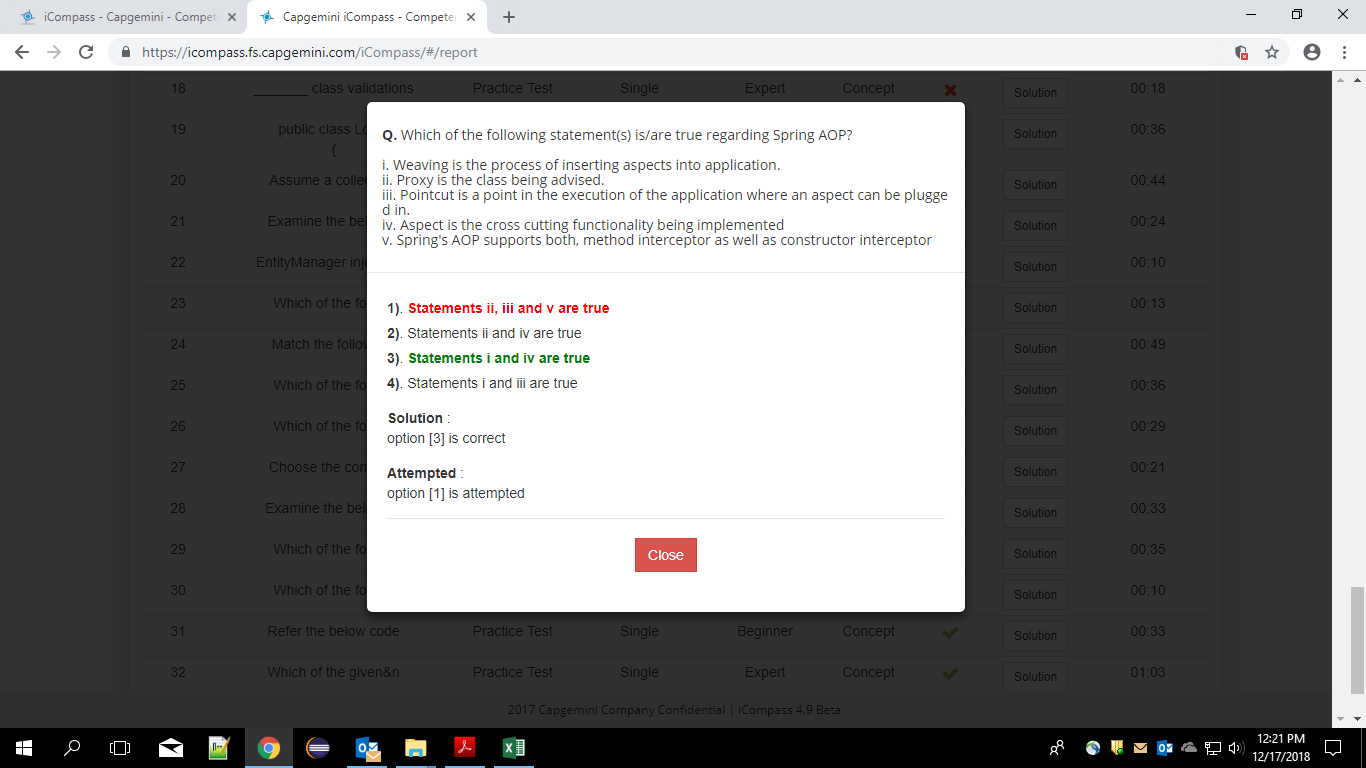 iCompass - Capgemini - Compet
Capgemini iCompass - Competen
https://icompass.fs.capgemini.com/iCompass/#/report
18 ________ class validations Practice Test Single Expert Concept Solution 00:18
19 public class Lo Solution 00:36
{
20 Assume a colle Solution 00:44
21 Examine the be Solution 00:24
22 EntityManager inj Solution 00:10
23 Which of the fo Solution 00:13
24 Match the follow Solution 00:49
25 Which of the fo Solution 00:36
26 Which of the fo Solution 00:29
27 Choose the corr Solution 00:21
28 Examine the bel Solution 00:33
29 Which of the fo Solution 00:35
30 Which of the fo Solution 00:10
31 Refer the below code Practice Test Single Beginner Concept Solution 00:33
32 Which of the given&n Practice Test Single Expert Concept Solution 01:03
Q. Which of the following statement(s) is/are true regarding Spring AOP?
i. Weaving is the process of inserting aspects into application.
ii. Proxy is the class being advised.
iii. Pointcut is a point in the execution of the application where an aspect can be plugge
d in.
iv. Aspect is the cross cutting functionality being implemented
v. Spring's AOP supports both, method interceptor as well as constructor interceptor
1). Statements ii, iii and v are true
2). Statements ii and iv are true
3). Statements i and iv are true
4). Statements i and iii are true
Solution :
option [3] is correct
Attempted :
option [1] is attempted
Close
2017 Capgemini Company Confidential | iCompass 4.9 Beta
12:21 PM
12/17/2018